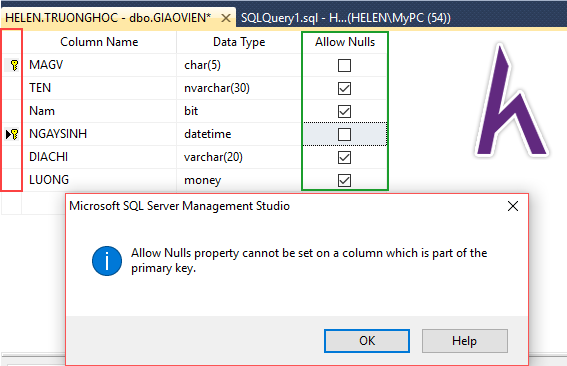 HELEN.TRUONGHOC - dbo.GIAOVIEN* SQLQuery1.sql - H...(HELEN\MyPC (54))
Column Name Data Type Allow Nulls
MAGV char(5)
TEN nvarchar(30)
Nam bit
NGAYSINH datetime
DIACHI varchar(20)
LUONG money
Microsoft SQL Server Management Studio
Allow Nulls property cannot be set on a column which is part of the
primary key.
OK Help